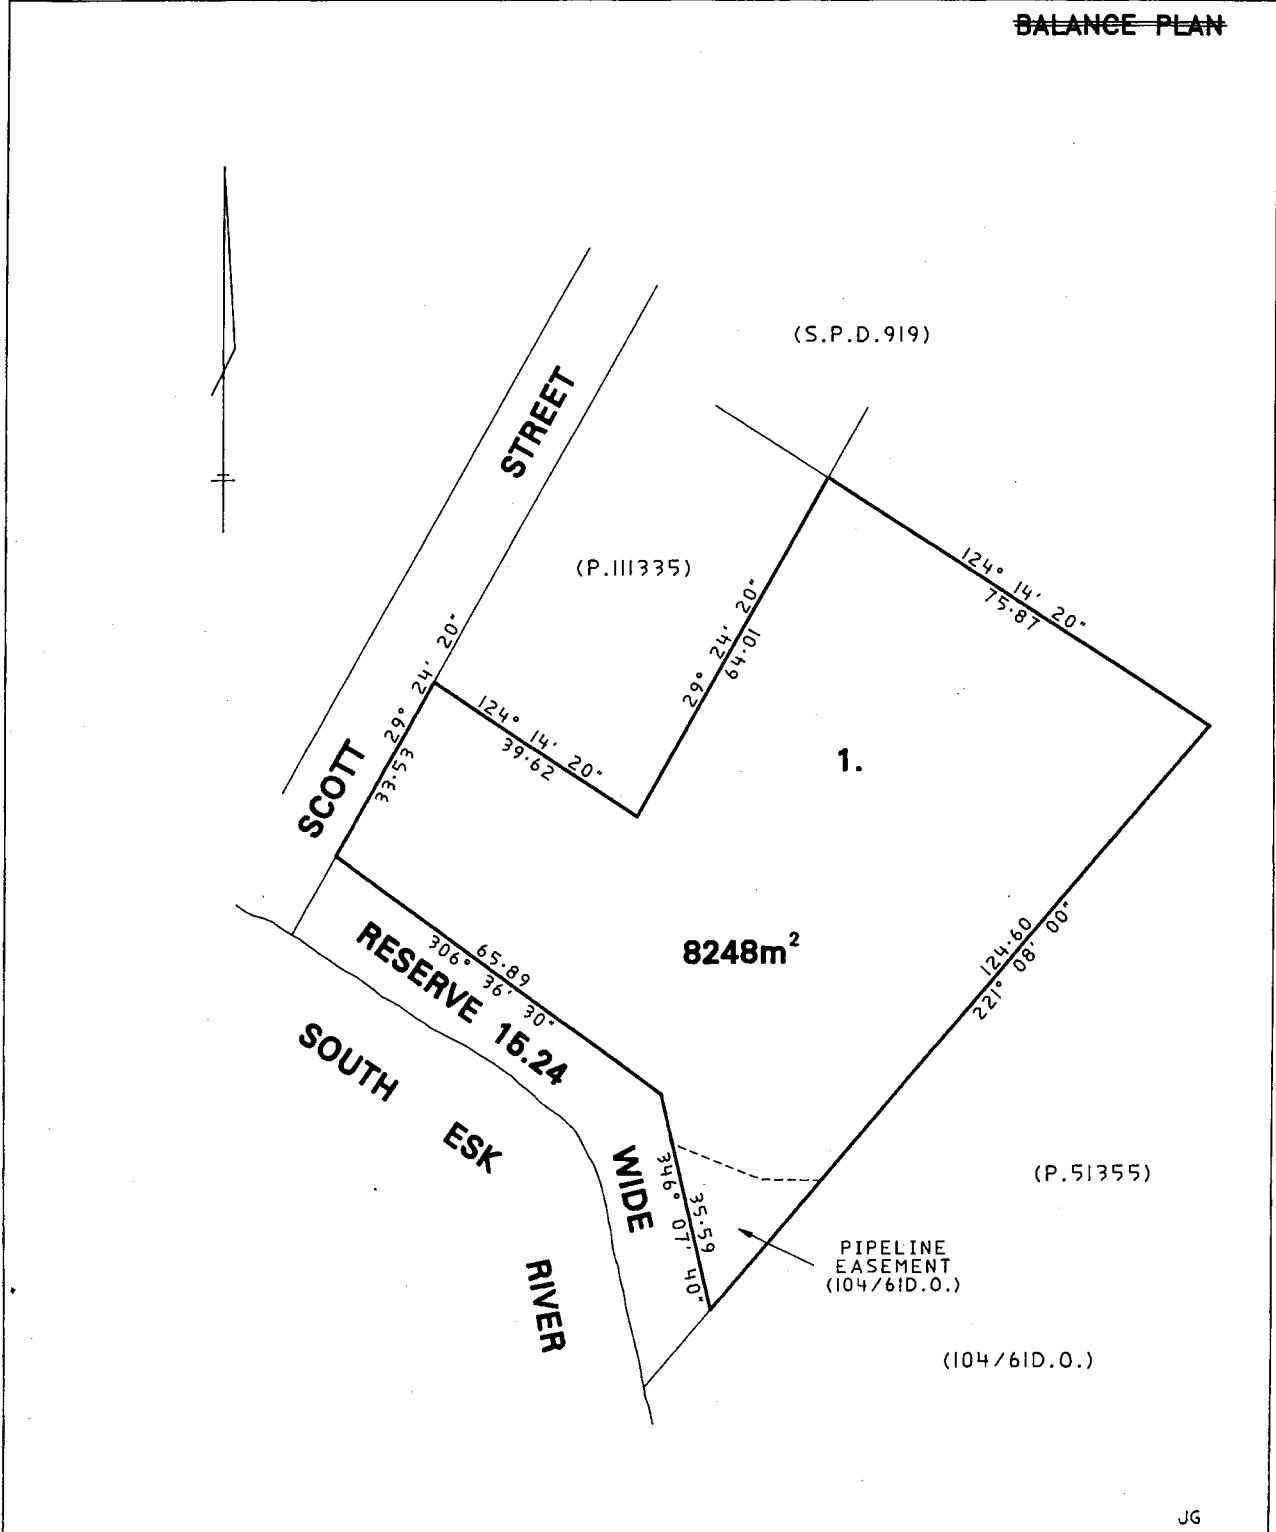 BALANCE PLAN
(S.P.D.919)
STREET
(P.111335)
124° 14' 20"
75·87
29° 24' 20"
64·01
29° 24' 20"
33·53
124° 14' 20"
39·62
SCOTT
1.
8248m²
65·89
306° 36' 30"
RESERVE 15.24
WIDE
124·60
221° 08' 00"
SOUTH
ESK
RIVER
35·59
346° 07' 40"
(P.51355)
PIPELINE
EASEMENT
(104/61D.O.)
(104/61D.O.)
JG